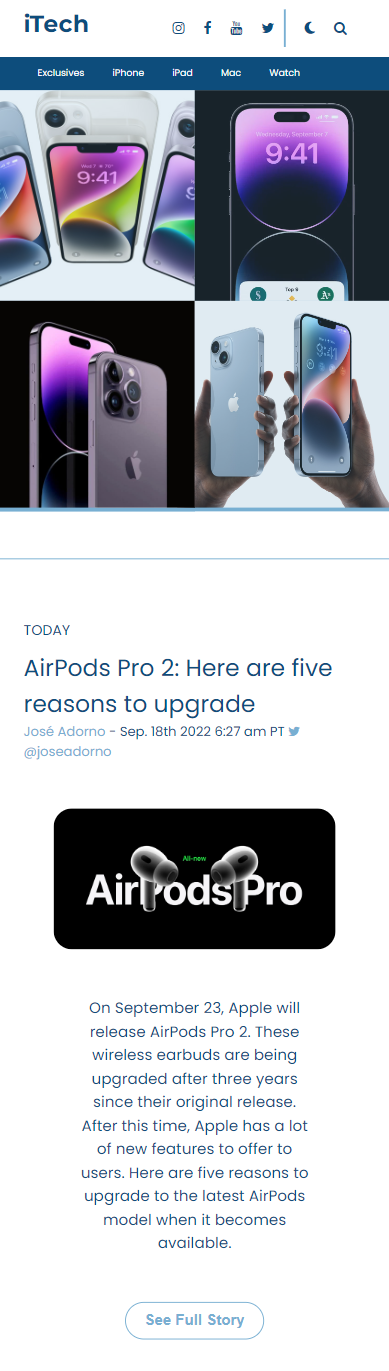 iTech
You
Tube
Exclusives iPhone iPad Mac Watch
9:41
Wednesday, September 7
9:41
Top 9
AirPods Pro 2: Here are five
reasons to upgrade
TODAY
José Adorno - Sep. 18th 2022 6:27 am PT
@joseadorno
All-new
AirPods Pro
On September 23, Apple will
release AirPods Pro 2. These
wireless earbuds are being
upgraded after three years
since their original release.
After this time, Apple has a lot
of new features to offer to
users. Here are five reasons to
upgrade to the latest AirPods
model when it becomes
available.
See Full Story